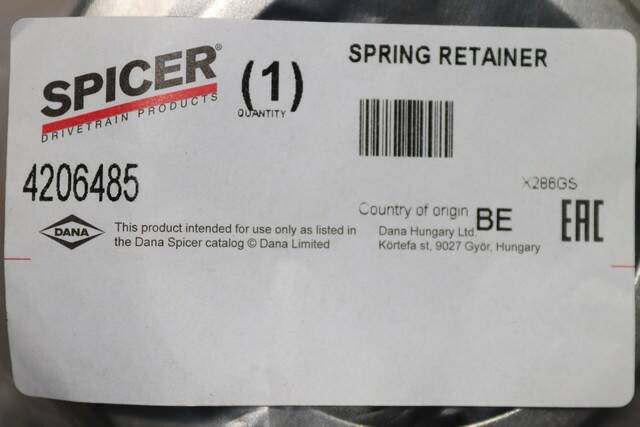 SPICER®
DRIVETRAIN PRODUCTS
(1)
QUANTITY
SPRING RETAINER
4206485
X286GS
DANA
This product intended for use only as listed in
the Dana Spicer catalog © Dana Limited
Country of origin BE
Dana Hungary Ltd.
Körtefa st, 9027 Györ, Hungary
EAC